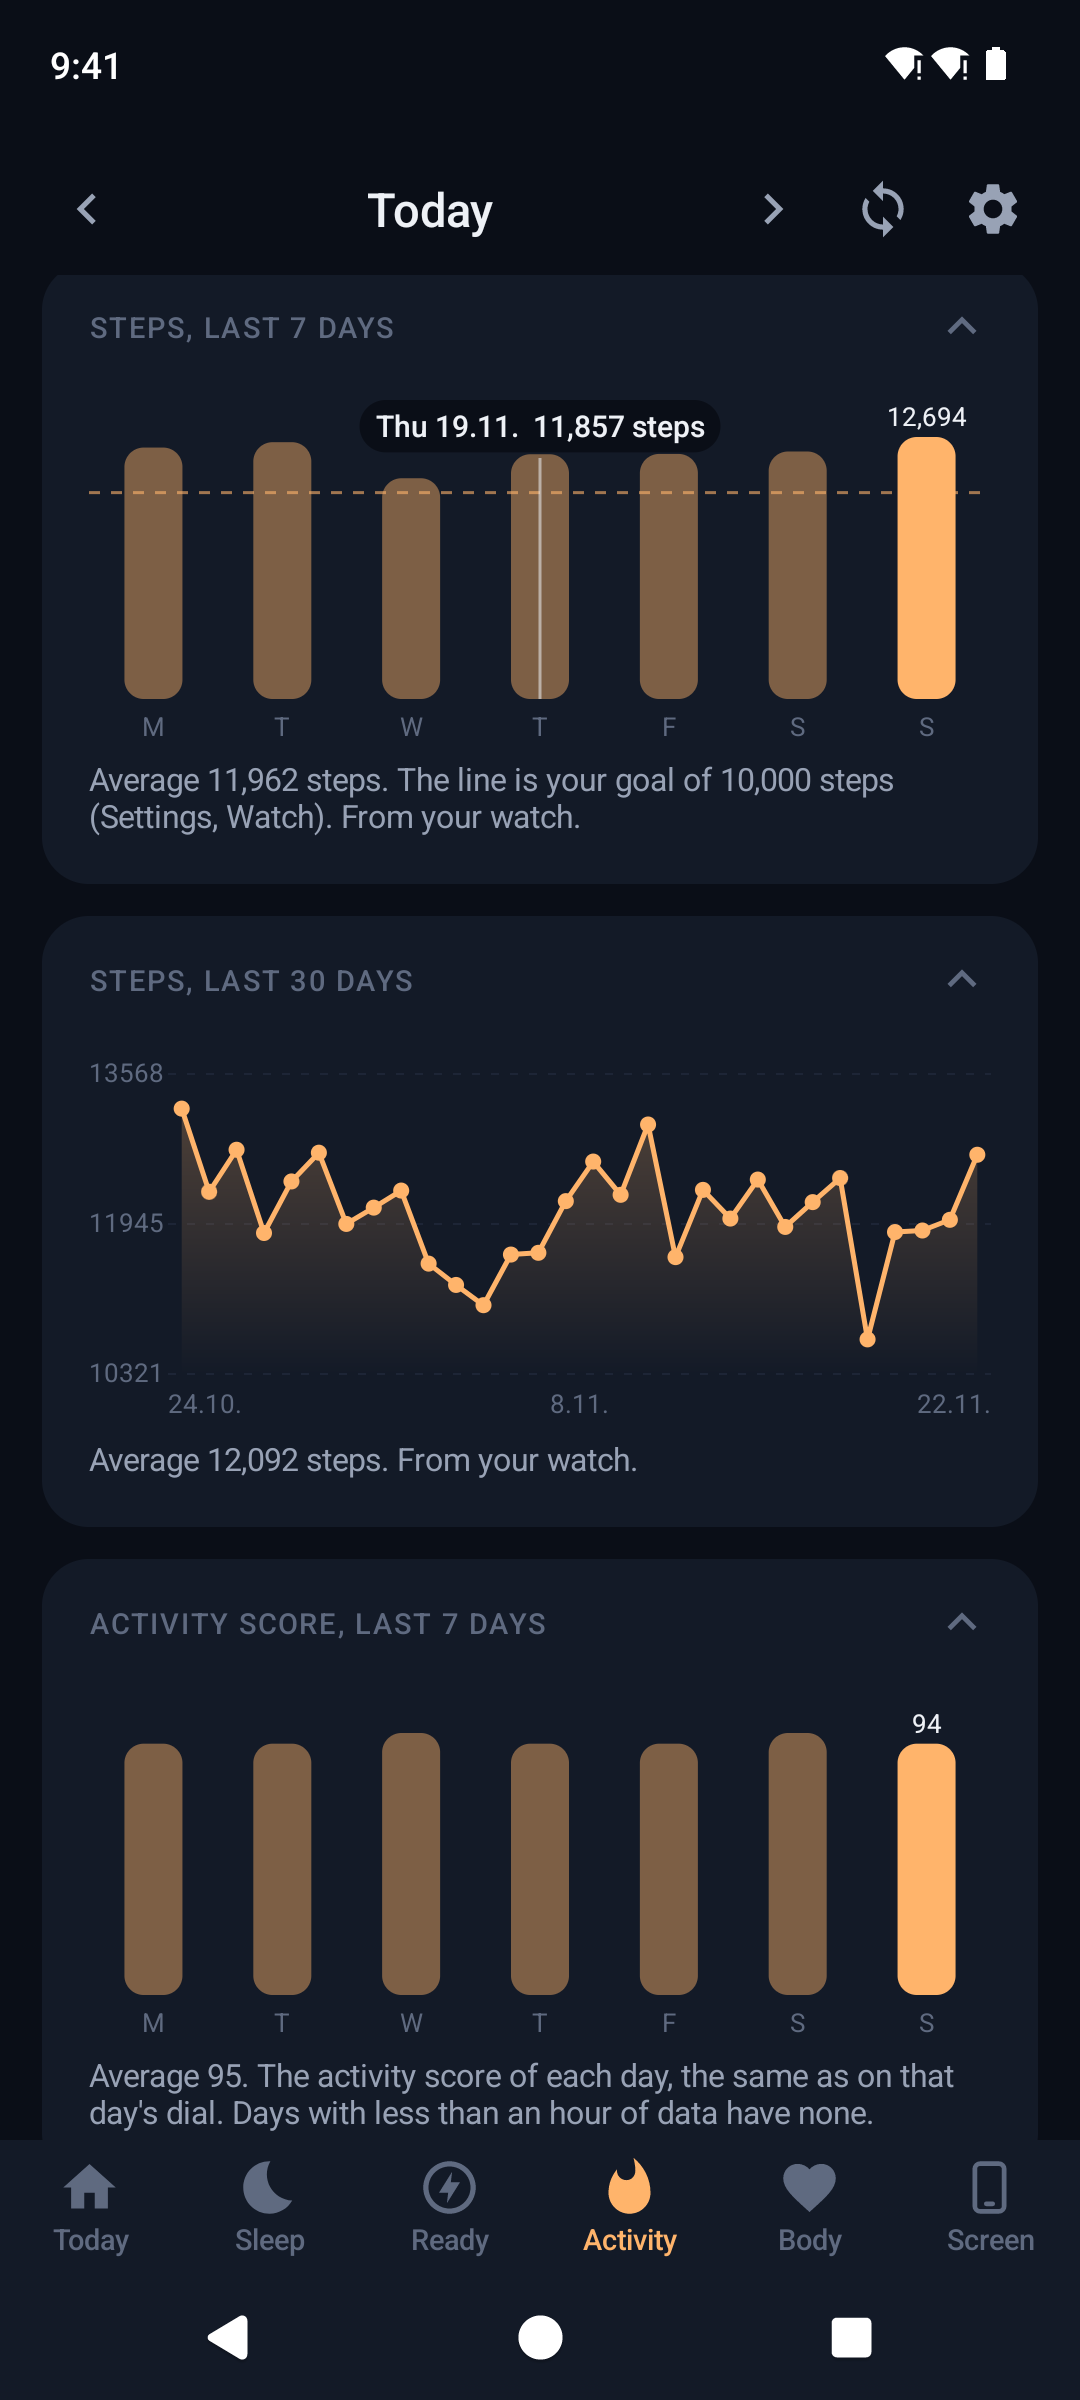 9:41
Today
STEPS, LAST 7 DAYS
Thu 19.11.  11,857 steps
12,694
M T W T F S S
Average 11,962 steps. The line is your goal of 10,000 steps
(Settings, Watch). From your watch.
STEPS, LAST 30 DAYS
13568
11945
10321
24.10. 8.11. 22.11.
Average 12,092 steps. From your watch.
ACTIVITY SCORE, LAST 7 DAYS
94
M T W T F S S
Average 95. The activity score of each day, the same as on that
day's dial. Days with less than an hour of data have none.
Today Sleep Ready Activity Body Screen